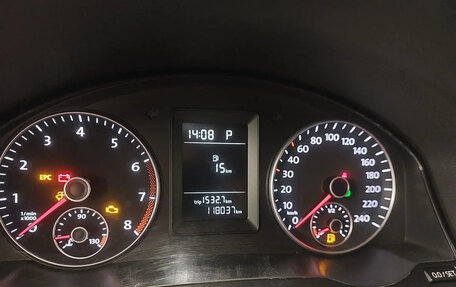 14:08 P
15 km
trip 1532.7 km
118037 km
EPC
1 2 3 4 5 6 7 8
1/min x1000
90 130
0 10 20 30 40 60 80 100 120 140 160 180 200 220 240
km/h
1/2
0.0 / SET